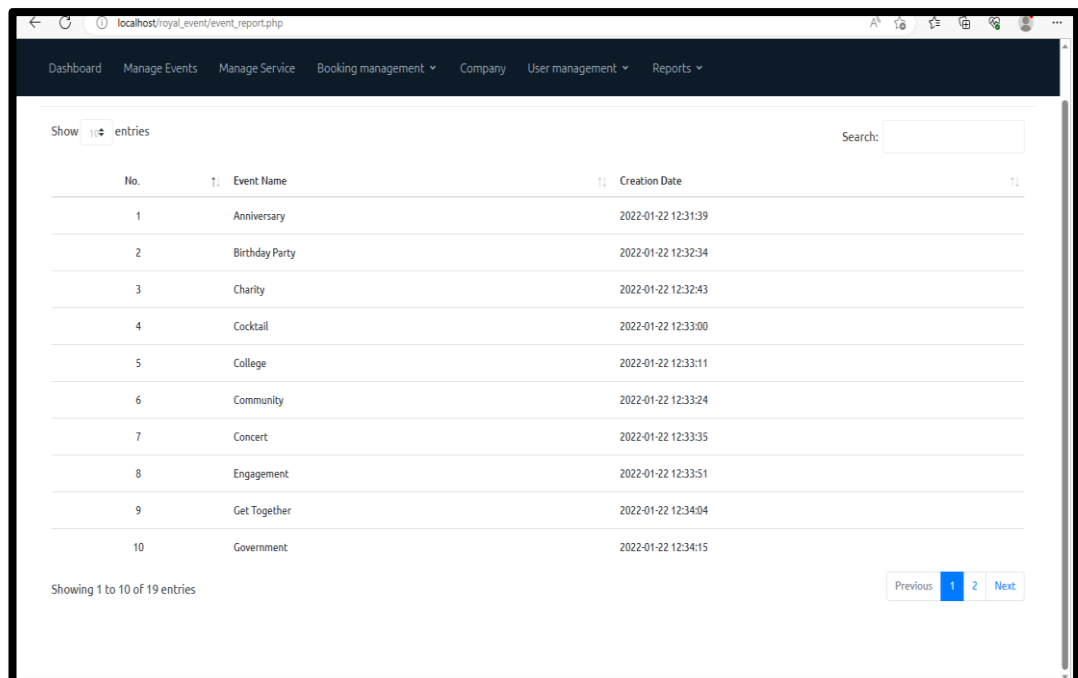 localhost/royal_event/event_report.php
Dashboard Manage Events Manage Service Booking management Company User management Reports
Show 10 entries
Search:
No. Event Name Creation Date
1 Anniversary 2022-01-22 12:31:39
2 Birthday Party 2022-01-22 12:32:34
3 Charity 2022-01-22 12:32:43
4 Cocktail 2022-01-22 12:33:00
5 College 2022-01-22 12:33:11
6 Community 2022-01-22 12:33:24
7 Concert 2022-01-22 12:33:35
8 Engagement 2022-01-22 12:33:51
9 Get Together 2022-01-22 12:34:04
10 Government 2022-01-22 12:34:15
Showing 1 to 10 of 19 entries
Previous 1 2 Next